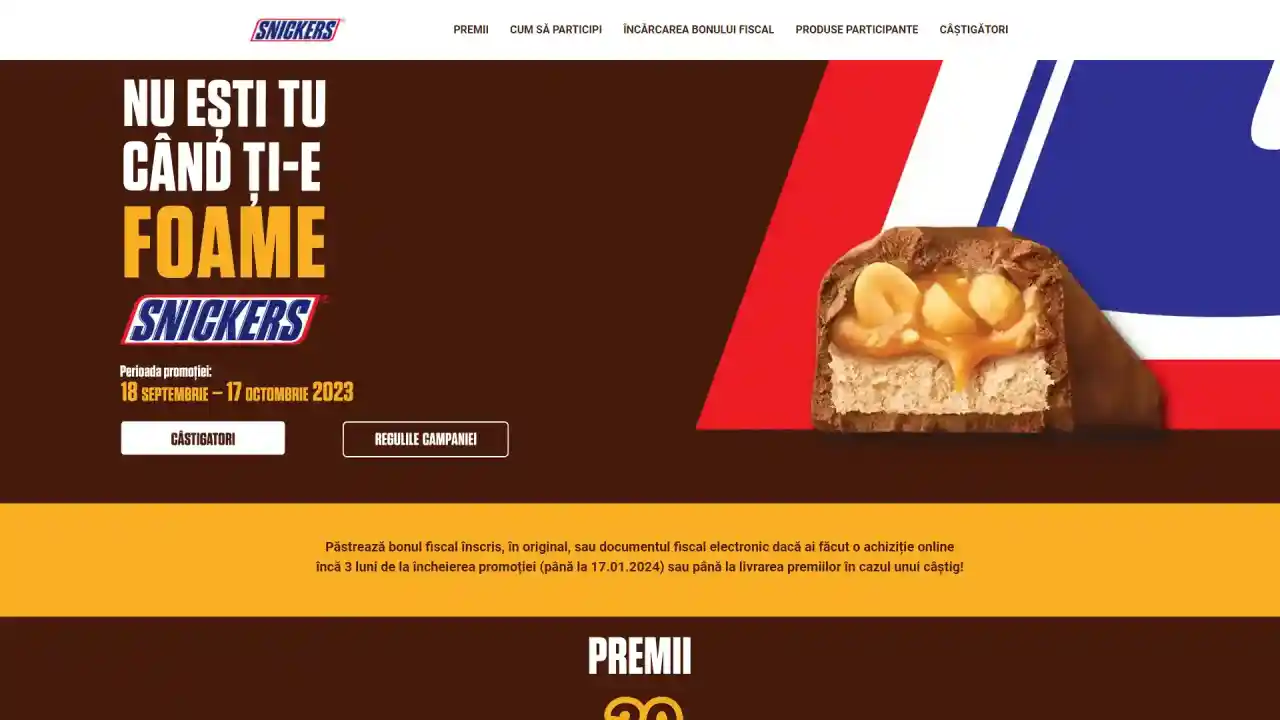 SNICKERS
PREMII
CUM SĂ PARTICIPI
ÎNCĂRCAREA BONULUI FISCAL
PRODUSE PARTICIPANTE
CÂȘTIGĂTORI
NU EȘTI TU
CÂND ȚI-E
FOAME
SNICKERS
Perioada promoției:
18 SEPTEMBRIE – 17 OCTOMBRIE 2023
CÂSTIGATORI
REGULILE CAMPANIEI
Păstrează bonul fiscal înscris, în original, sau documentul fiscal electronic dacă ai făcut o achiziție online
încă 3 luni de la încheierea promoției (până la 17.01.2024) sau până la livrarea premiilor în cazul unui câștig!
PREMII